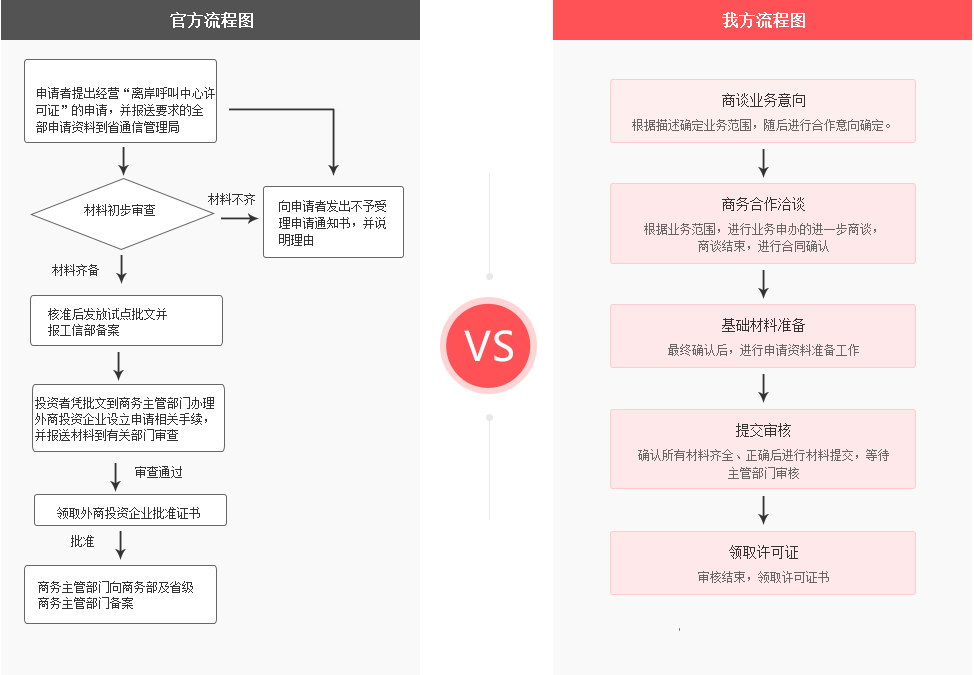 官方流程图
申请者提出经营“离岸呼叫中心许
可证”的申请，并报送要求的全
部申请资料到省通信管理局
材料初步审查
材料不齐
向申请者发出不予受
理申请通知书，并说
明理由
材料齐备
核准后发放试点批文并
报工信部备案
投资者凭批文到商务主管部门办理
外商投资企业设立申请相关手续，
并报送材料到有关部门审查
审查通过
领取外商投资企业批准证书
批准
商务主管部门向商务部及省级
商务主管部门备案
VS
我方流程图
商谈业务意向
根据描述确定业务范围，随后进行合作意向确定。
商务合作洽谈
根据业务范围，进行业务申办的进一步商谈，
商谈结束，进行合同确认
基础材料准备
最终确认后，进行申请资料准备工作
提交审核
确认所有材料齐全、正确后进行材料提交，等待
主管部门审核
领取许可证
审核结束，领取许可证书